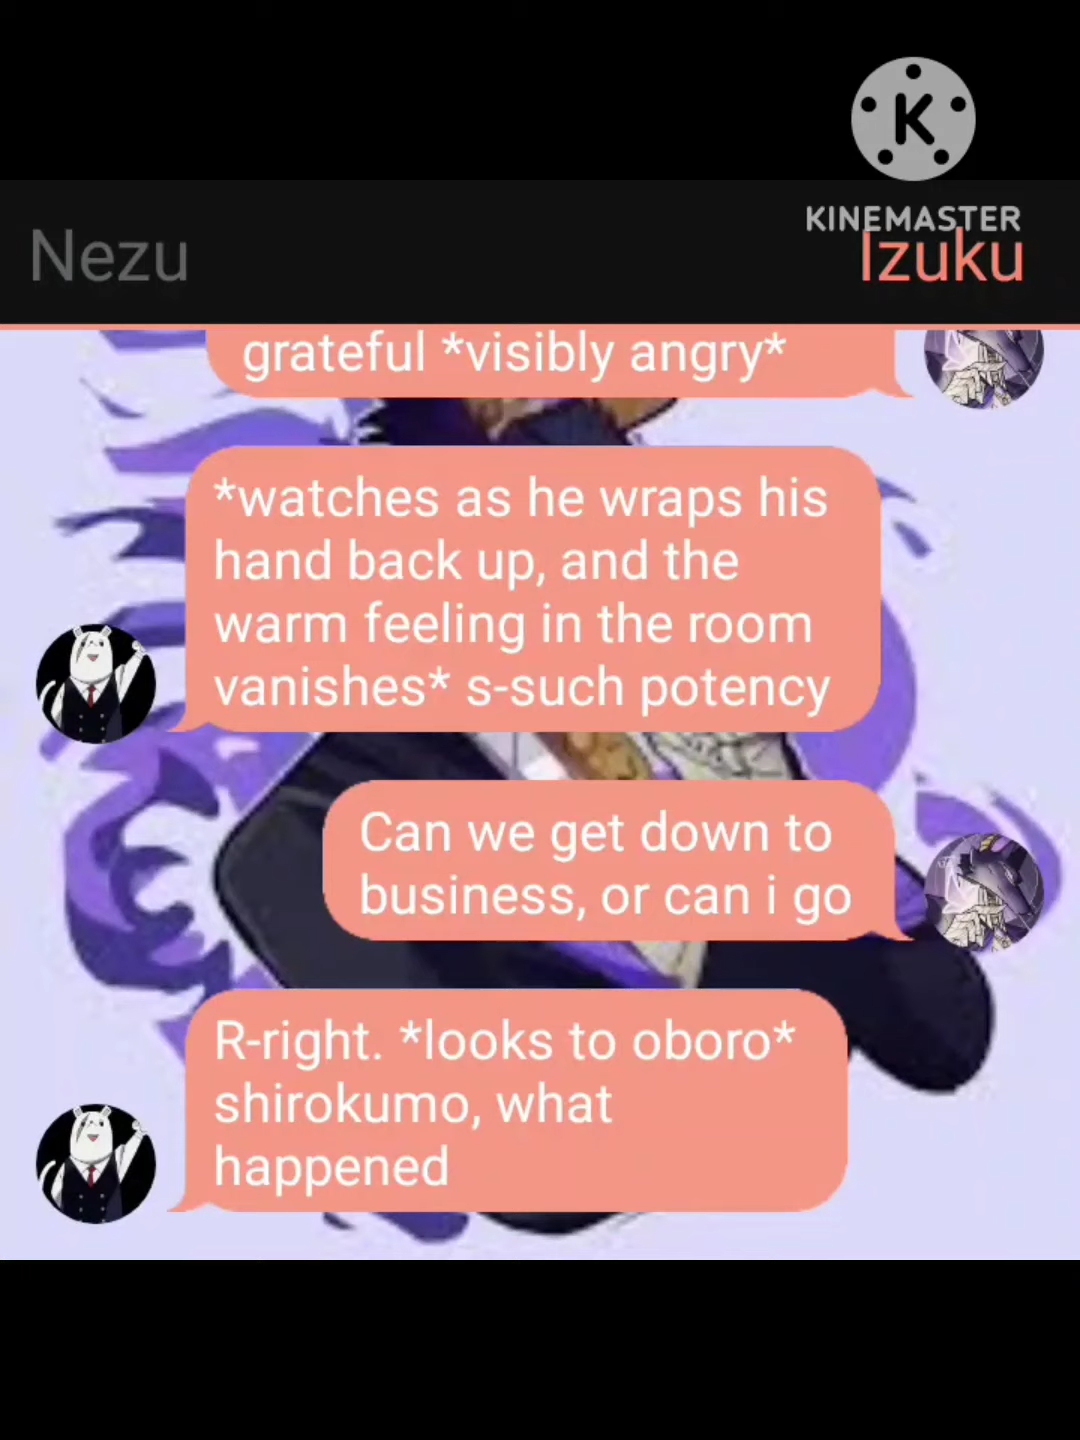 K
KINEMASTER
Nezu
Izuku
grateful *visibly angry*
*watches as he wraps his
hand back up, and the
warm feeling in the room
vanishes* s-such potency
Can we get down to
business, or can i go
R-right. *looks to oboro*
shirokumo, what
happened